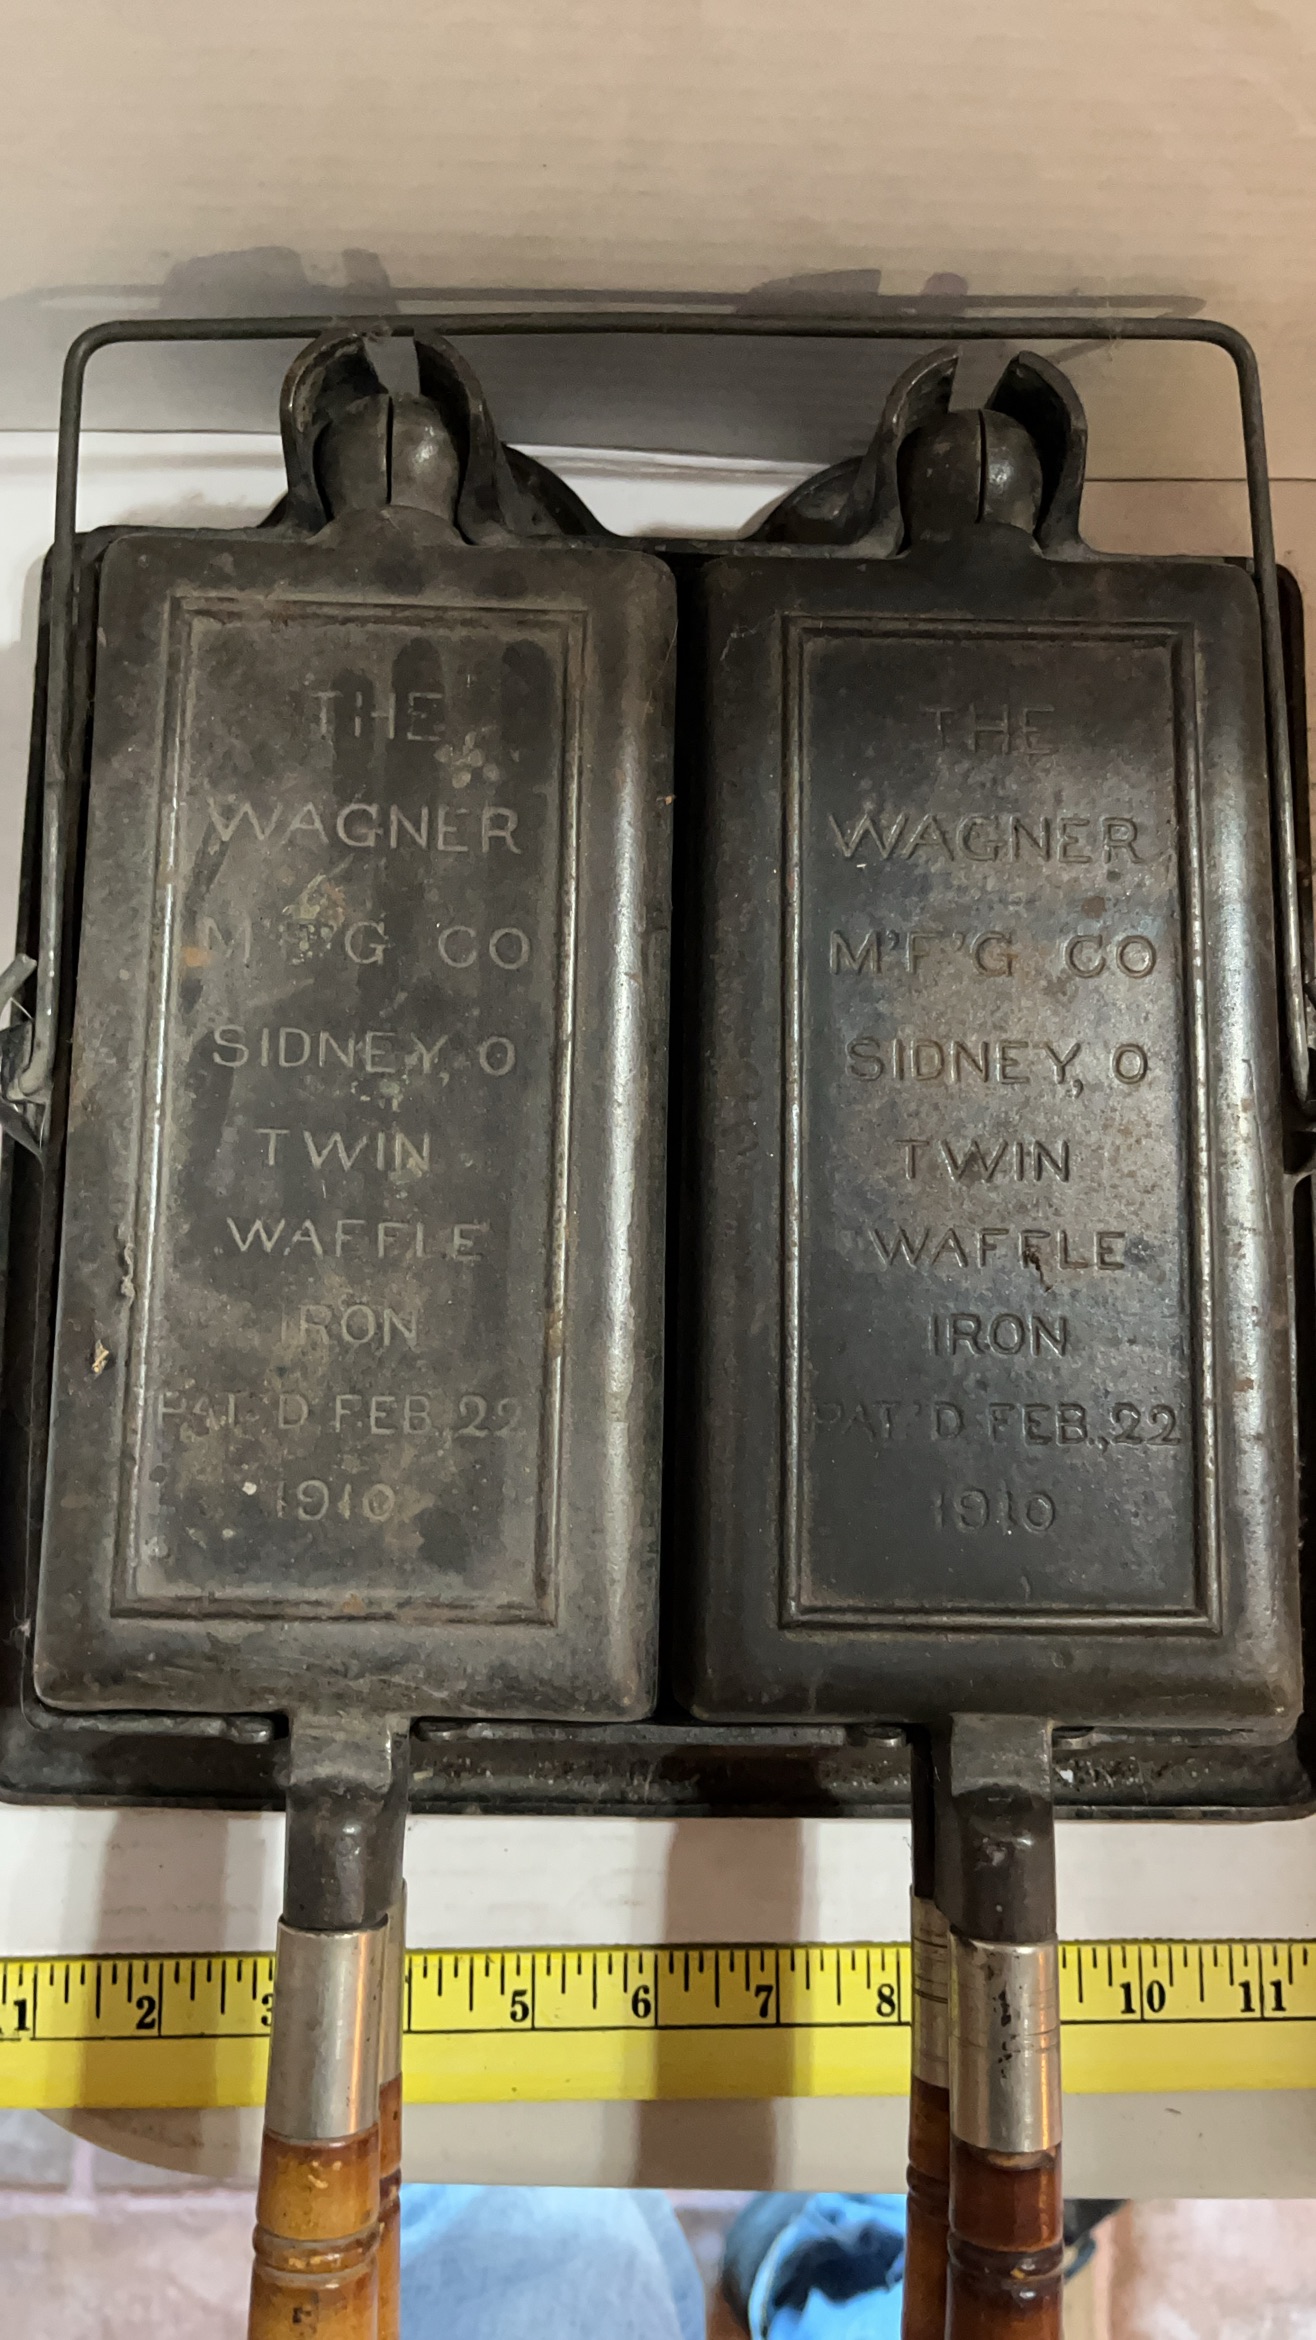 THE
WAGNER
M'F'G CO
SIDNEY, O
TWIN
WAFFLE
IRON
PAT'D FEB. 22
1910
THE
WAGNER
M'F'G CO
SIDNEY, O
TWIN
WAFFLE
IRON
PAT'D FEB., 22
1910
1 2 3 5 6 7 8 10 11